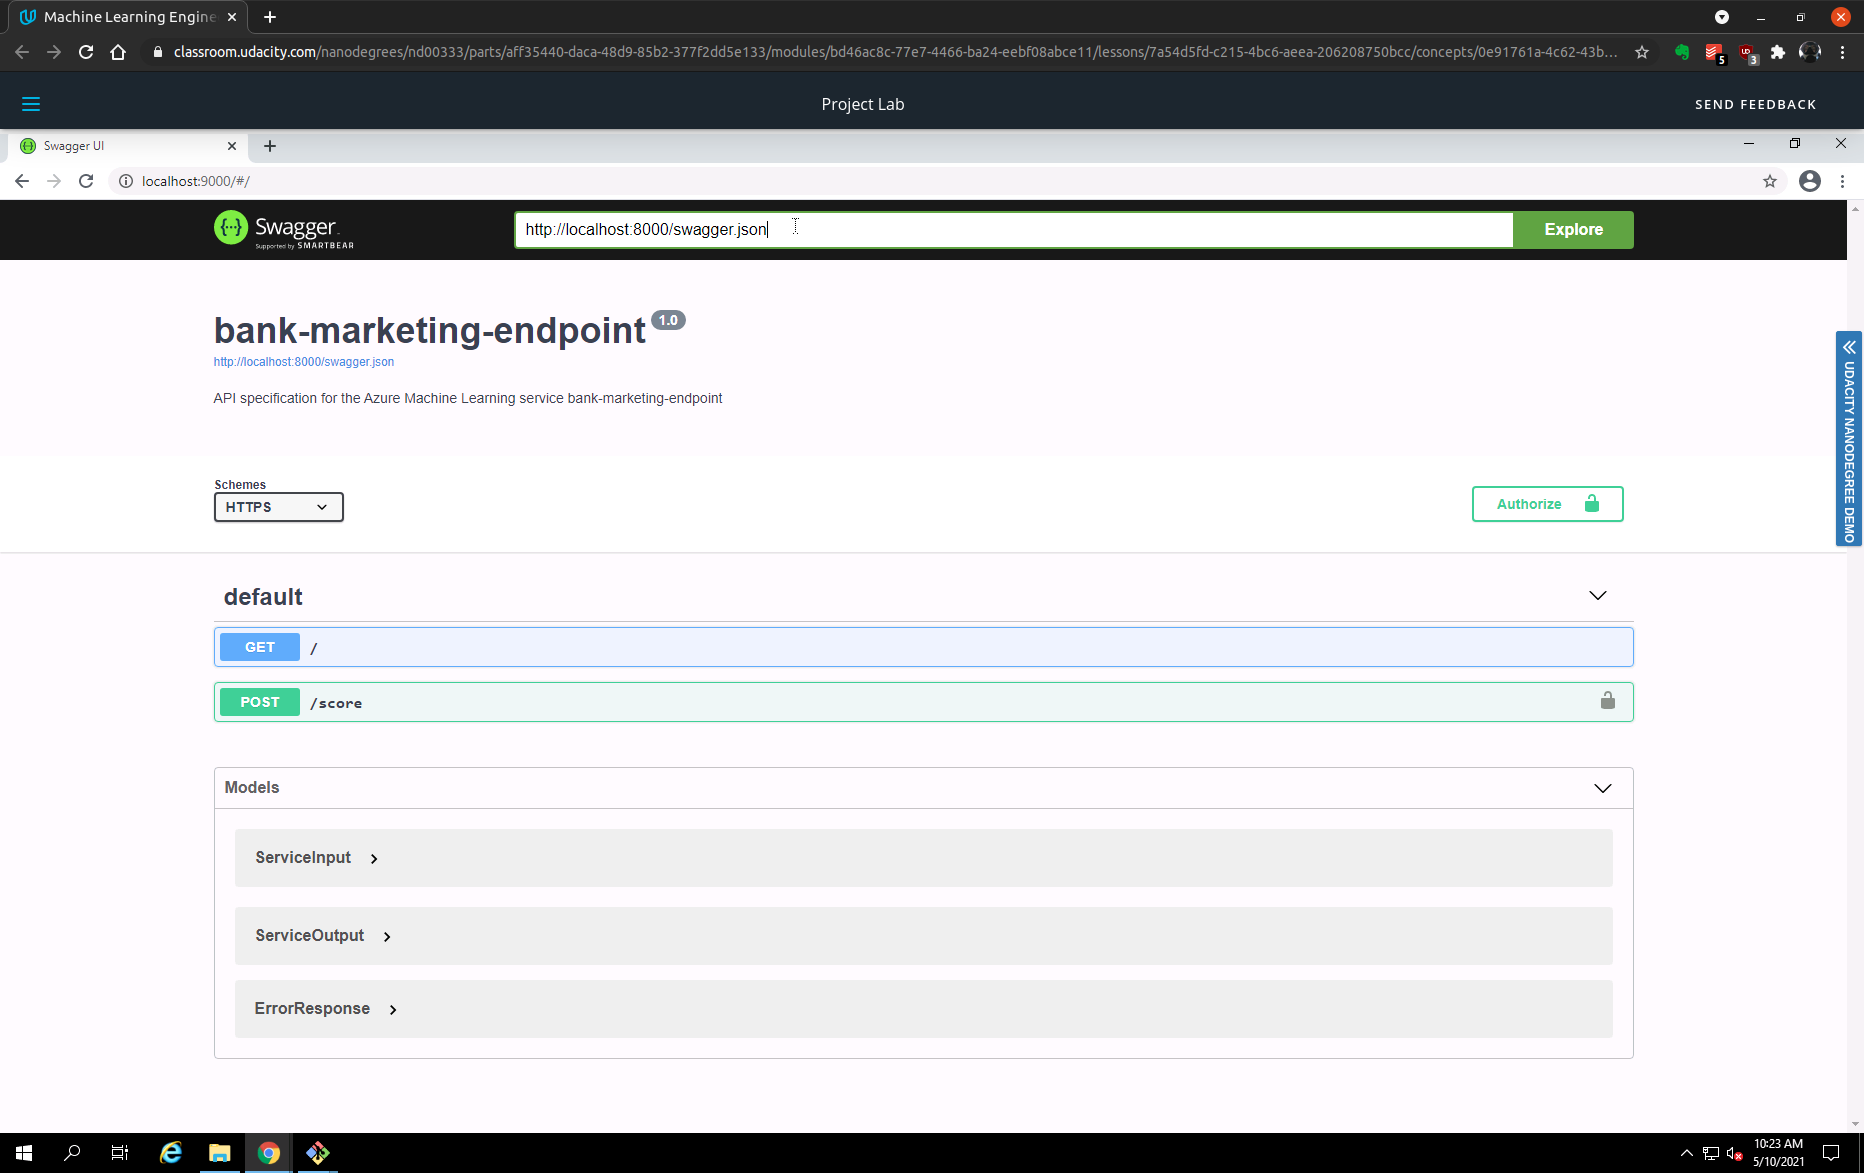 Machine Learning Engine
classroom.udacity.com/nanodegrees/nd00333/parts/aff35440-daca-48d9-85b2-377f2dd5e133/modules/bd46ac8c-77e7-4466-ba24-eebf08abce11/lessons/7a54d5fd-c215-4bc6-aeea-206208750bcc/concepts/0e91761a-4c62-43b...
5
3
Project Lab
SEND FEEDBACK
Swagger UI
localhost:9000/#/
Swagger
Supported by SMARTBEAR
http://localhost:8000/swagger.json
Explore
bank-marketing-endpoint 1.0
http://localhost:8000/swagger.json
API specification for the Azure Machine Learning service bank-marketing-endpoint
UDACITY NANODEGREE DEMO
Schemes
HTTPS
Authorize
default
GET /
POST /score
Models
ServiceInput
ServiceOutput
ErrorResponse
10:23 AM
5/10/2021